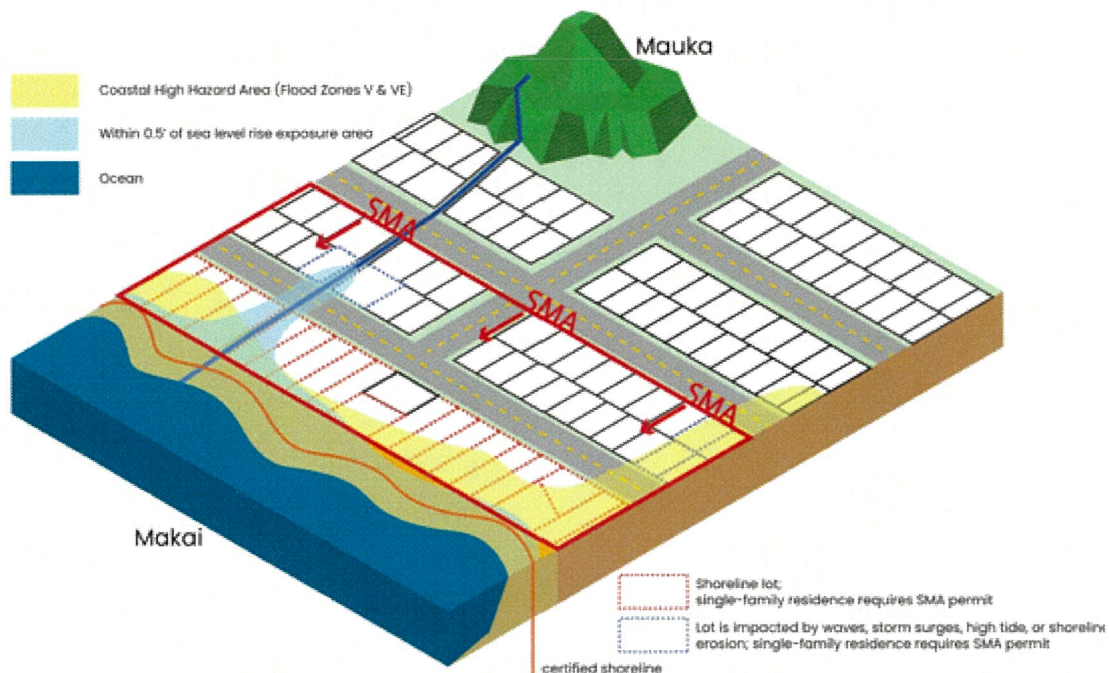 Mauka
Coastal High Hazard Area (Flood Zones V & VE)
Within 0.5' of sea level rise exposure area
Ocean
SMA
SMA
SMA
Makai
Shoreline lot;
single-family residence requires SMA permit
Lot is impacted by waves, storm surges, high tide, or shoreline
erosion; single-family residence requires SMA permit
certified shoreline